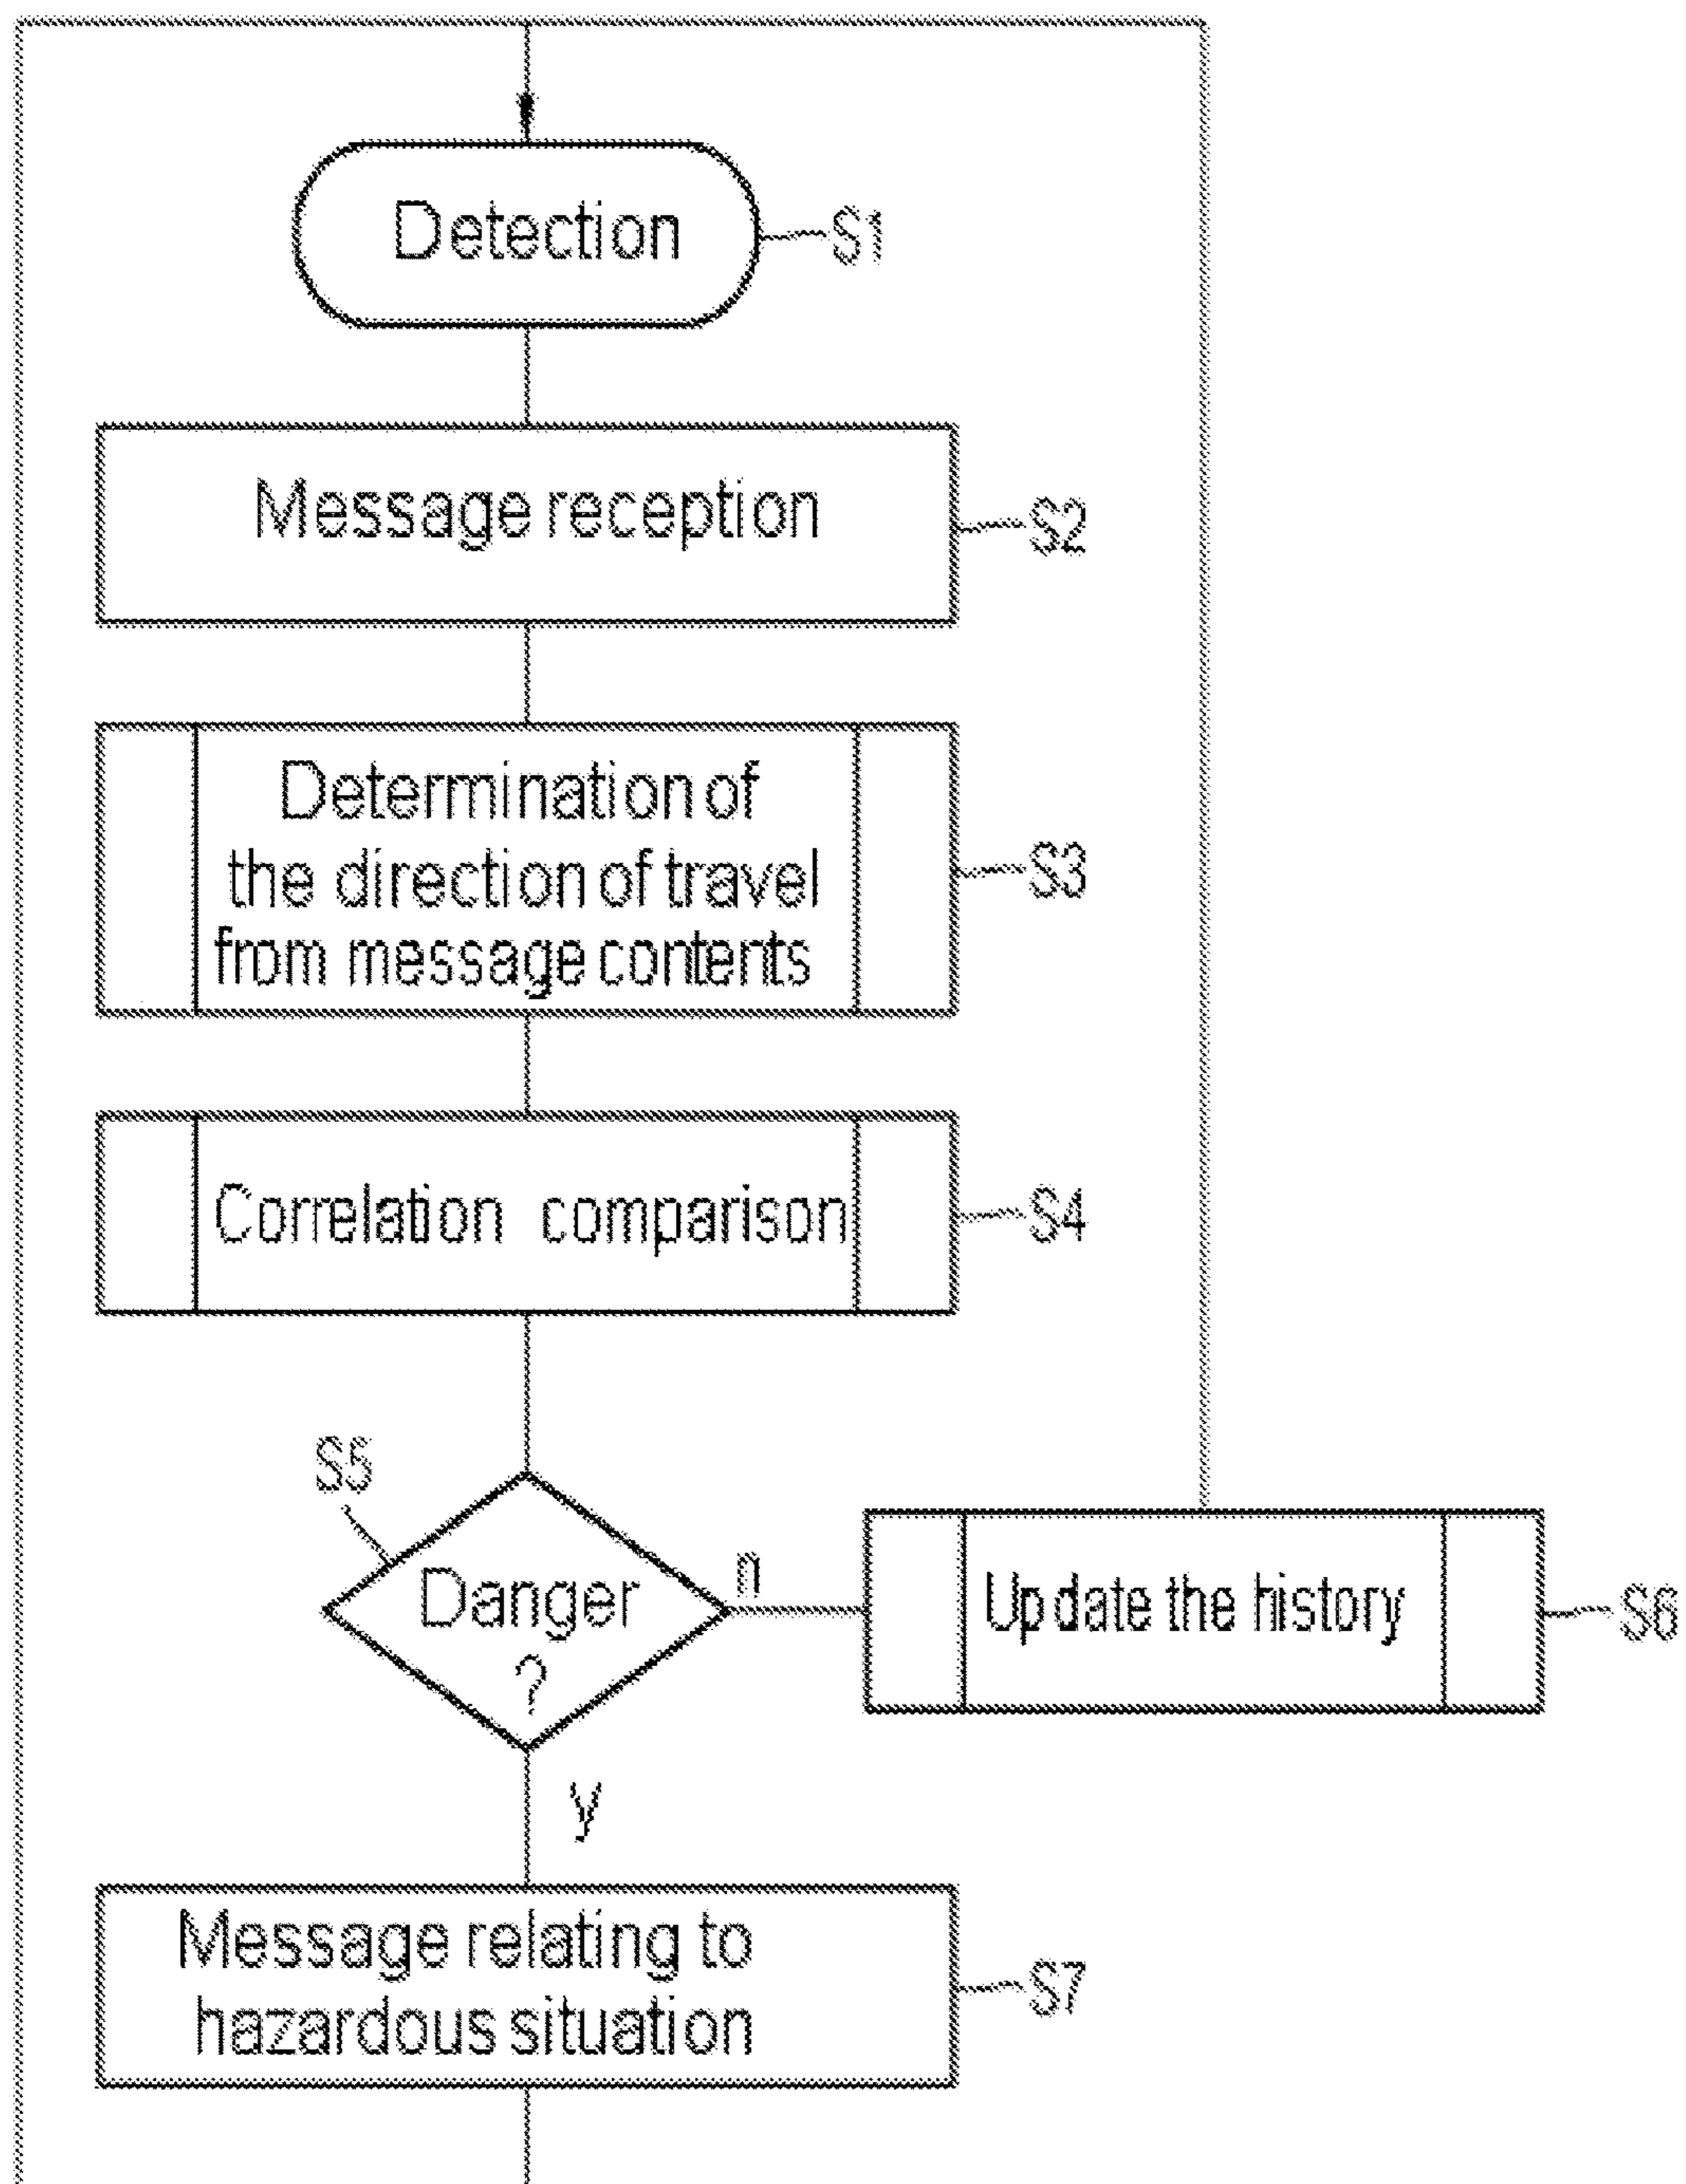 Detection
S1
Message reception
S2
Determination of
the direction of travel
from message contents
S3
Correlation comparison
S4
S5
Danger
?
n
Update the history
S6
y
Message relating to
hazardous situation
S7